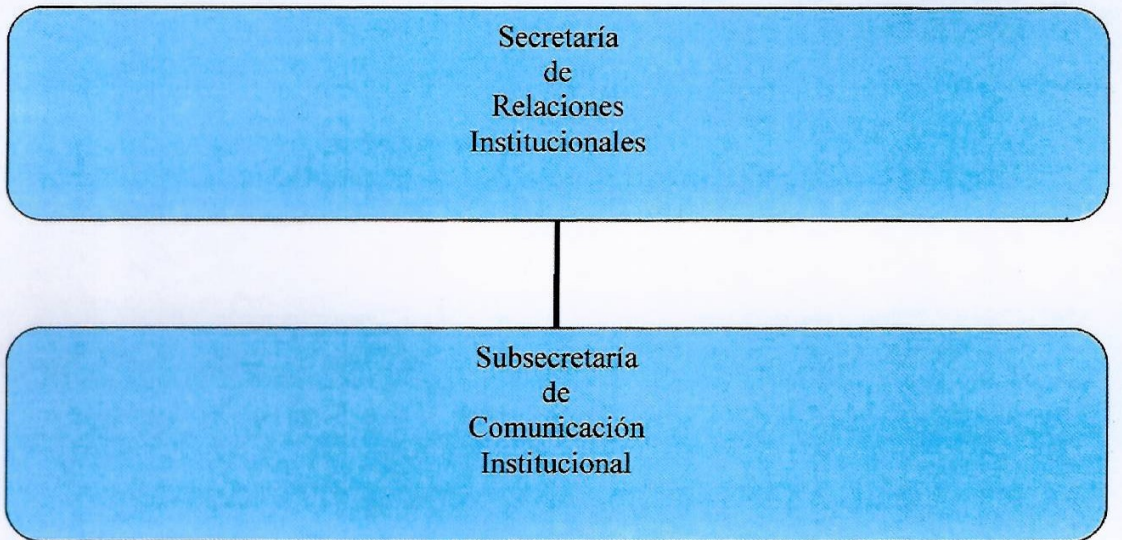 Secretaría
de
Relaciones
Institucionales
Subsecretaría
de
Comunicación
Institucional